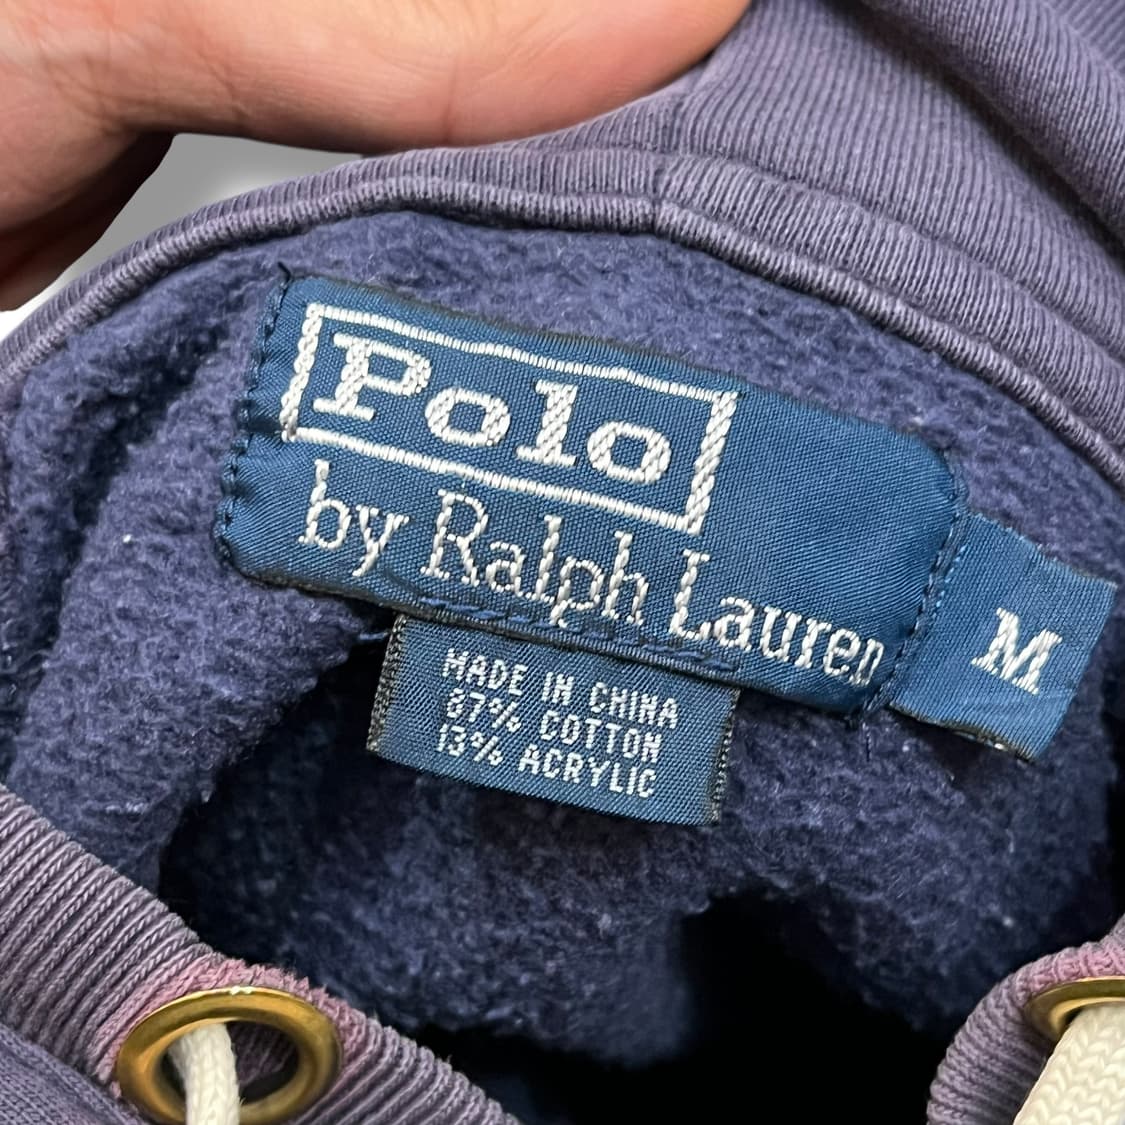 Polo
by Ralph Lauren
M
MADE IN CHINA
87% COTTON
13% ACRYLIC